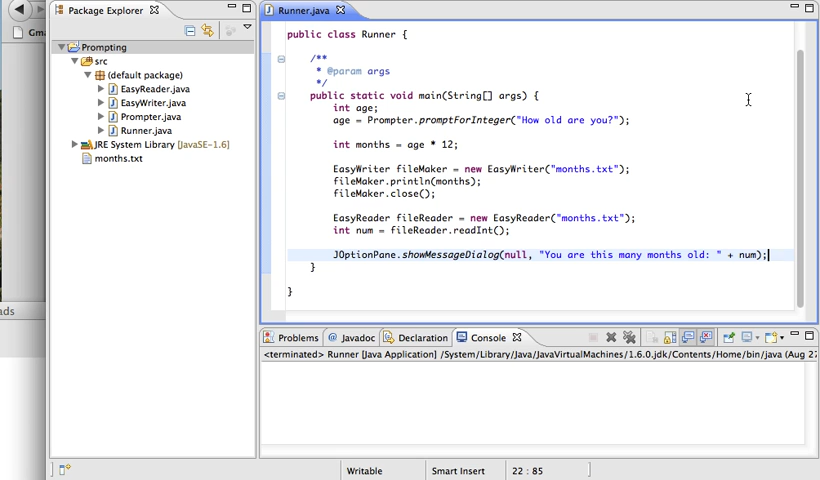 Gma
ads
Package Explorer
Prompting
src
(default package)
EasyReader.java
EasyWriter.java
Prompter.java
Runner.java
JRE System Library [JavaSE-1.6]
months.txt
Runner.java
public class Runner {
/**
* @param args
*/
public static void main(String[] args) {
int age;
age = Prompter.promptForInteger("How old are you?");
int months = age * 12;
EasyWriter fileMaker = new EasyWriter("months.txt");
fileMaker.println(months);
fileMaker.close();
EasyReader fileReader = new EasyReader("months.txt");
int num = fileReader.readInt();
JOptionPane.showMessageDialog(null, "You are this many months old: " + num);
}
}
Problems @ Javadoc Declaration Console
<terminated> Runner [Java Application] /System/Library/Java/JavaVirtualMachines/1.6.0.jdk/Contents/Home/bin/java (Aug 27
Writable Smart Insert 22 : 85